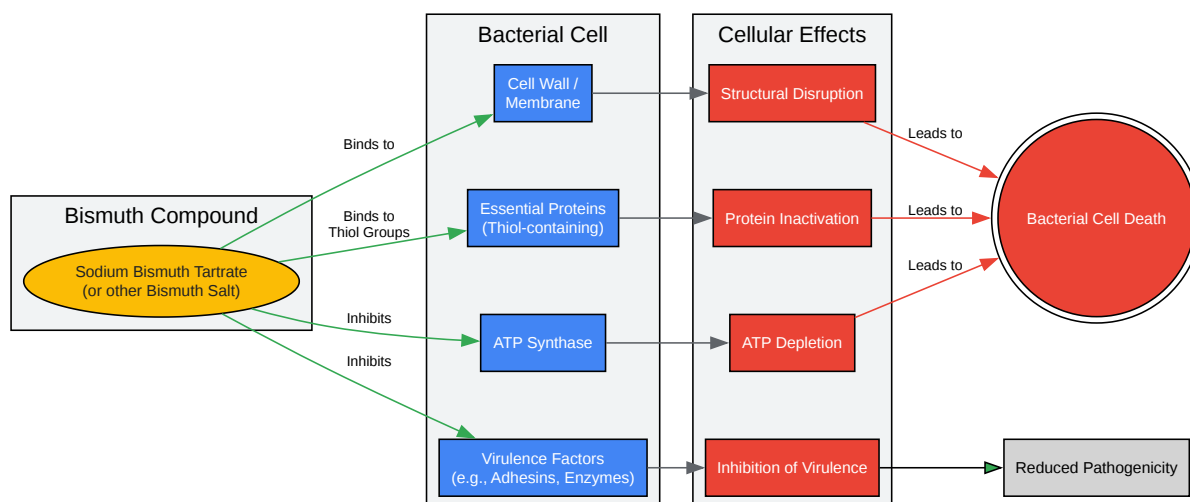 Bismuth Compound
Sodium Bismuth Tartrate
(or other Bismuth Salt)
Binds to
Binds to
Thiol Groups
Inhibits
Inhibits
Bacterial Cell
Cell Wall /
Membrane
Essential Proteins
(Thiol-containing)
ATP Synthase
Virulence Factors
(e.g., Adhesins, Enzymes)
Cellular Effects
Structural Disruption
Protein Inactivation
ATP Depletion
Inhibition of Virulence
Leads to
Leads to
Leads to
Bacterial Cell Death
Reduced Pathogenicity